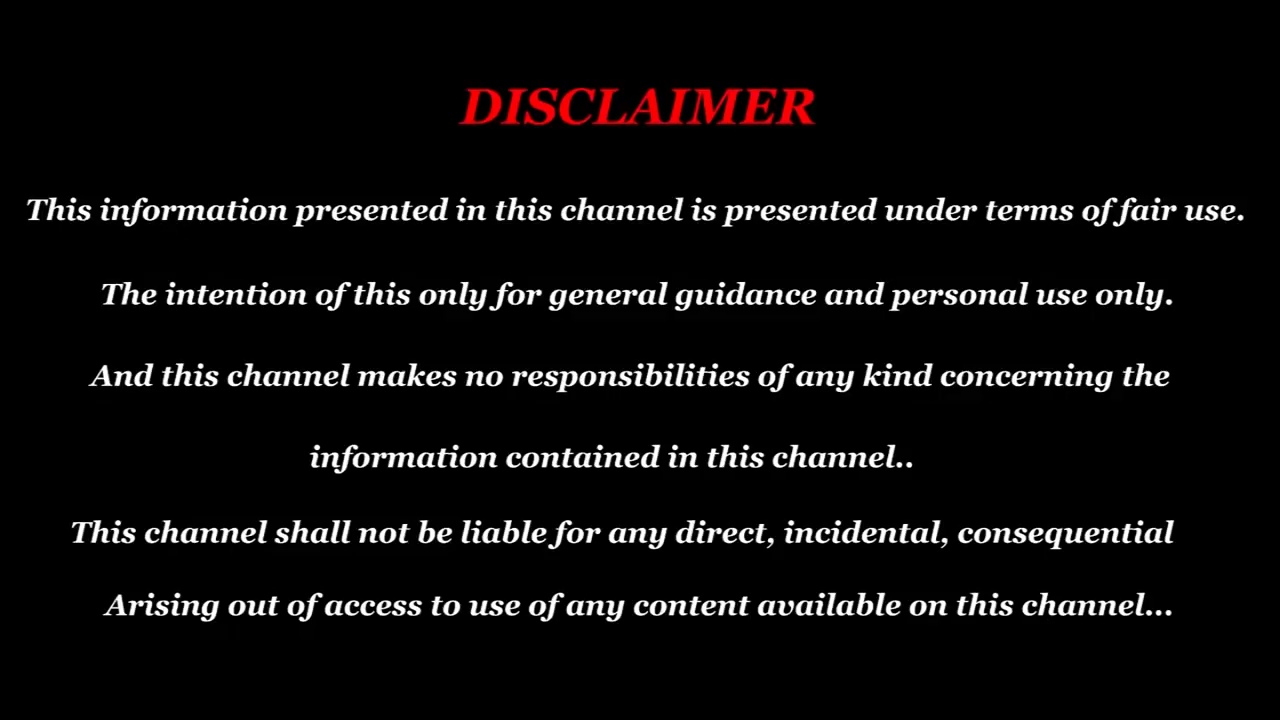 DISCLAIMER
This information presented in this channel is presented under terms of fair use.
The intention of this only for general guidance and personal use only.
And this channel makes no responsibilities of any kind concerning the
information contained in this channel..
This channel shall not be liable for any direct, incidental, consequential
Arising out of access to use of any content available on this channel...